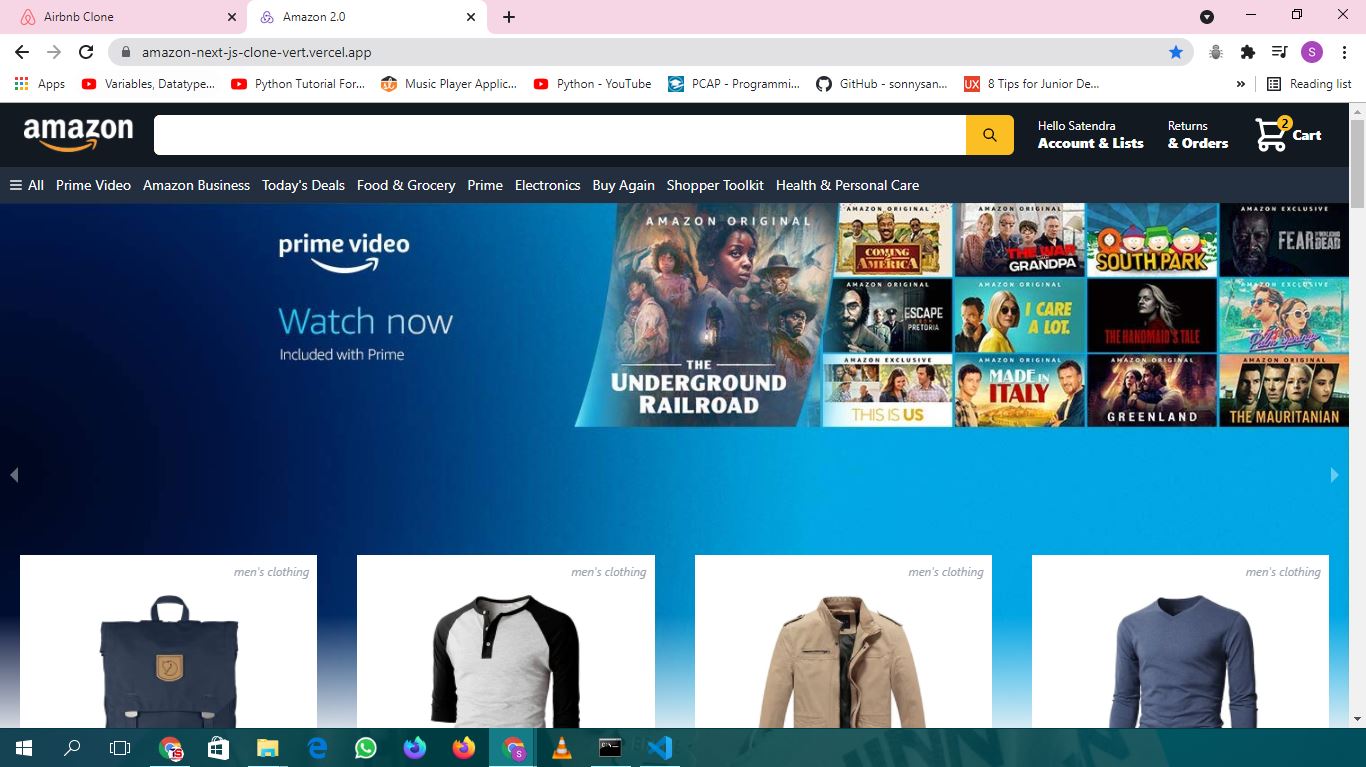 Airbnb Clone
Amazon 2.0
amazon-next-js-clone-vert.vercel.app
S
Apps
Variables, Datatype...
Python Tutorial For...
Music Player Applic...
Python - YouTube
PCAP - Programmi...
GitHub - sonnysan...
UX
8 Tips for Junior De...
Reading list
amazon
Hello Satendra
Account & Lists
Returns
& Orders
2
Cart
All
Prime Video
Amazon Business
Today's Deals
Food & Grocery
Prime
Electronics
Buy Again
Shopper Toolkit
Health & Personal Care
prime video
Watch now
Included with Prime
AMAZON ORIGINAL
THE
UNDERGROUND
RAILROAD
AMAZON ORIGINAL
COMING
AMERICA
AMAZON ORIGINAL
THE WAR
WITH
GRANDPA
SOUTH PARK
AMAZON EXCLUSIVE
FEAR THE WALKING DEAD
AMAZON ORIGINAL
ESCAPE
FROM
PRETORIA
AMAZON ORIGINAL
I CARE
A LOT.
THE HANDMAID'S TALE
AMAZON EXCLUSIVE
Palm Springs
AMAZON EXCLUSIVE
THIS IS US
AMAZON ORIGINAL
MADE IN
ITALY
AMAZON ORIGINAL
GREENLAND
AMAZON ORIGINAL
THE MAURITANIAN
men's clothing
men's clothing
men's clothing
men's clothing